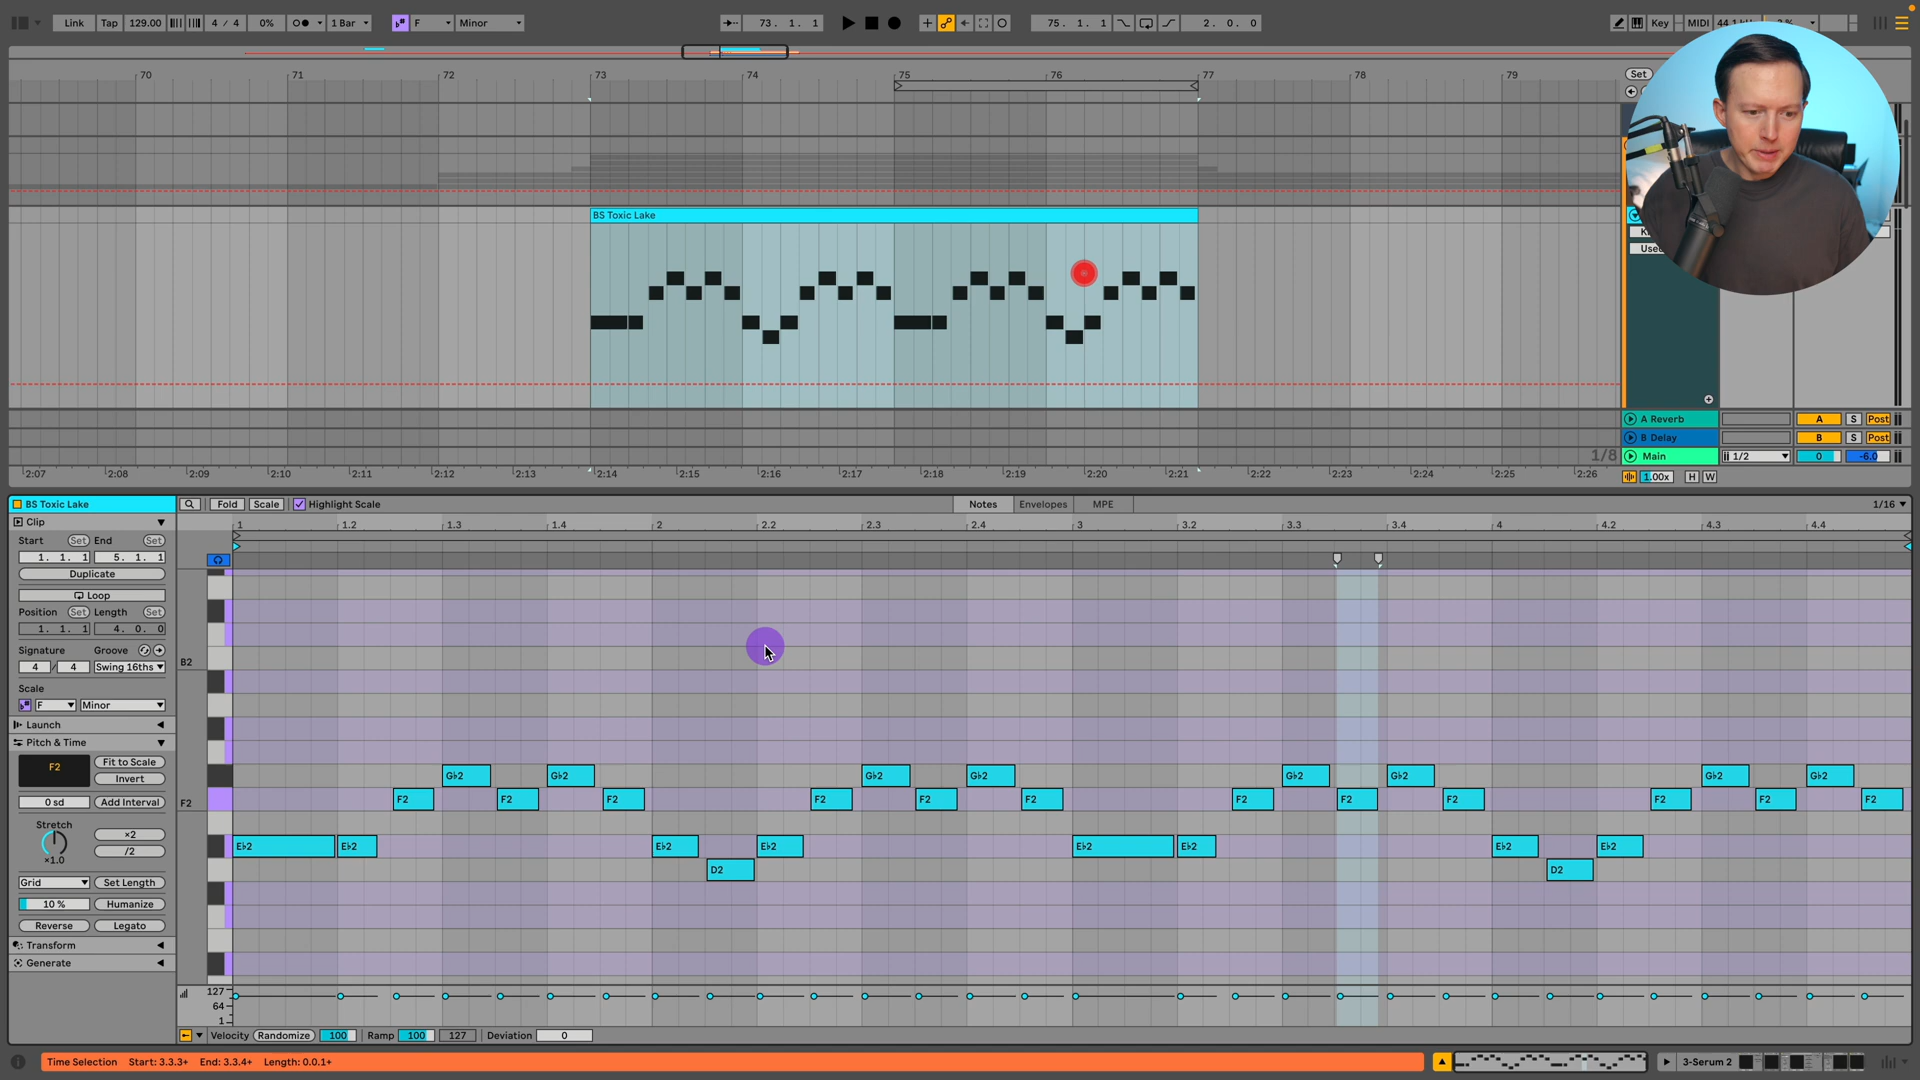 Link Tap 129.00 4 / 4 0% 1 Bar F Minor 73. 1. 1 75. 1. 1 2. 0. 0 Key MIDI
70 71 72 73 74 75 76 77 78 79 Set
BS Toxic Lake
A Reverb A S Post
B Delay B S Post
1/8 Main 1/2 0 -6.0
2:07 2:08 2:09 2:10 2:11 2:12 2:13 2:14 2:15 2:16 2:17 2:18 2:19 2:20 2:21 2:22 2:23 2:24 2:25 2:26 1.00x H W
BS Toxic Lake Fold Scale Highlight Scale Notes Envelopes MPE 1/16
Clip 1 1.2 1.3 1.4 2 2.2 2.3 2.4 3 3.2 3.3 3.4 4 4.2 4.3 4.4
Start Set End Set
1. 1. 1 5. 1. 1
Duplicate
Loop
Position Set Length Set
1. 1. 1 4. 0. 0
Signature Groove
4 / 4 Swing 16ths
B2
Scale
F Minor
Launch
Pitch & Time
F2 Fit to Scale
Invert
G♭2 G♭2 G♭2 G♭2 G♭2 G♭2 G♭2 G♭2
0 sd Add Interval
F2 F2 F2 F2 F2 F2 F2 F2 F2 F2 F2 F2 F2
Stretch ×2
E♭2 E♭2 E♭2 E♭2 E♭2 E♭2 E♭2 E♭2
×1.0 /2
D2 D2
Grid Set Length
10 % Humanize
Reverse Legato
Transform
Generate
127
64
1
Velocity Randomize 100 Ramp 100 127 Deviation 0
Time Selection Start: 3.3.3+ End: 3.3.4+ Length: 0.0.1+ 3-Serum 2